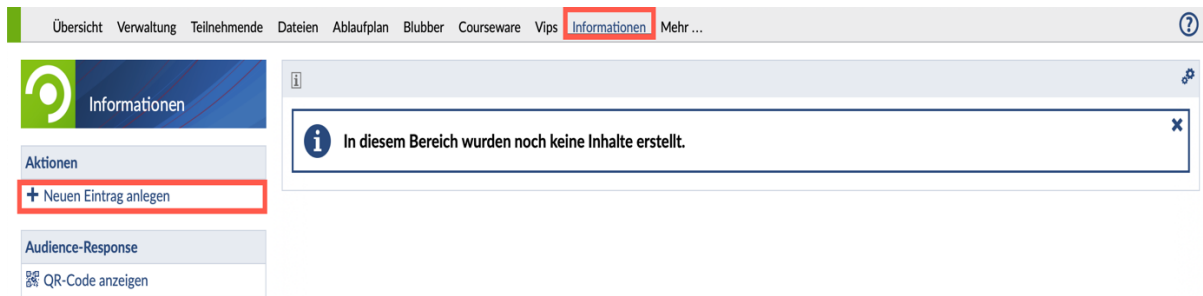 Übersicht Verwaltung Teilnehmende Dateien Ablaufplan Blubber Courseware Vips Informationen Mehr ...
Informationen
In diesem Bereich wurden noch keine Inhalte erstellt.
Aktionen
+ Neuen Eintrag anlegen
Audience-Response
QR-Code anzeigen